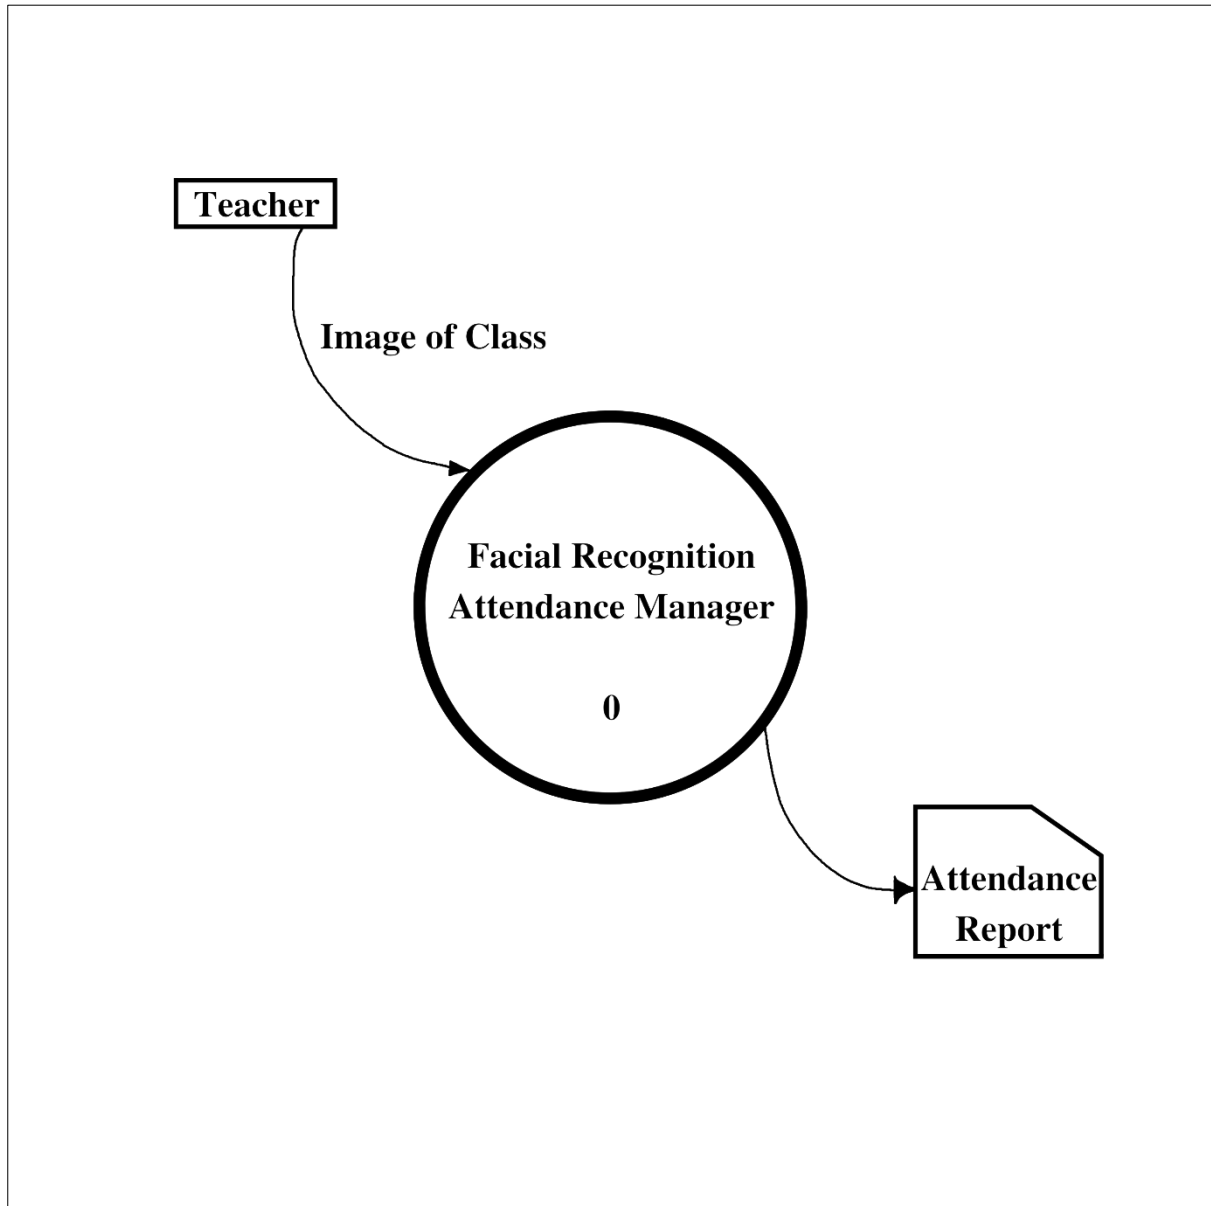 Teacher
Image of Class
Facial Recognition
Attendance Manager
0
Attendance
Report